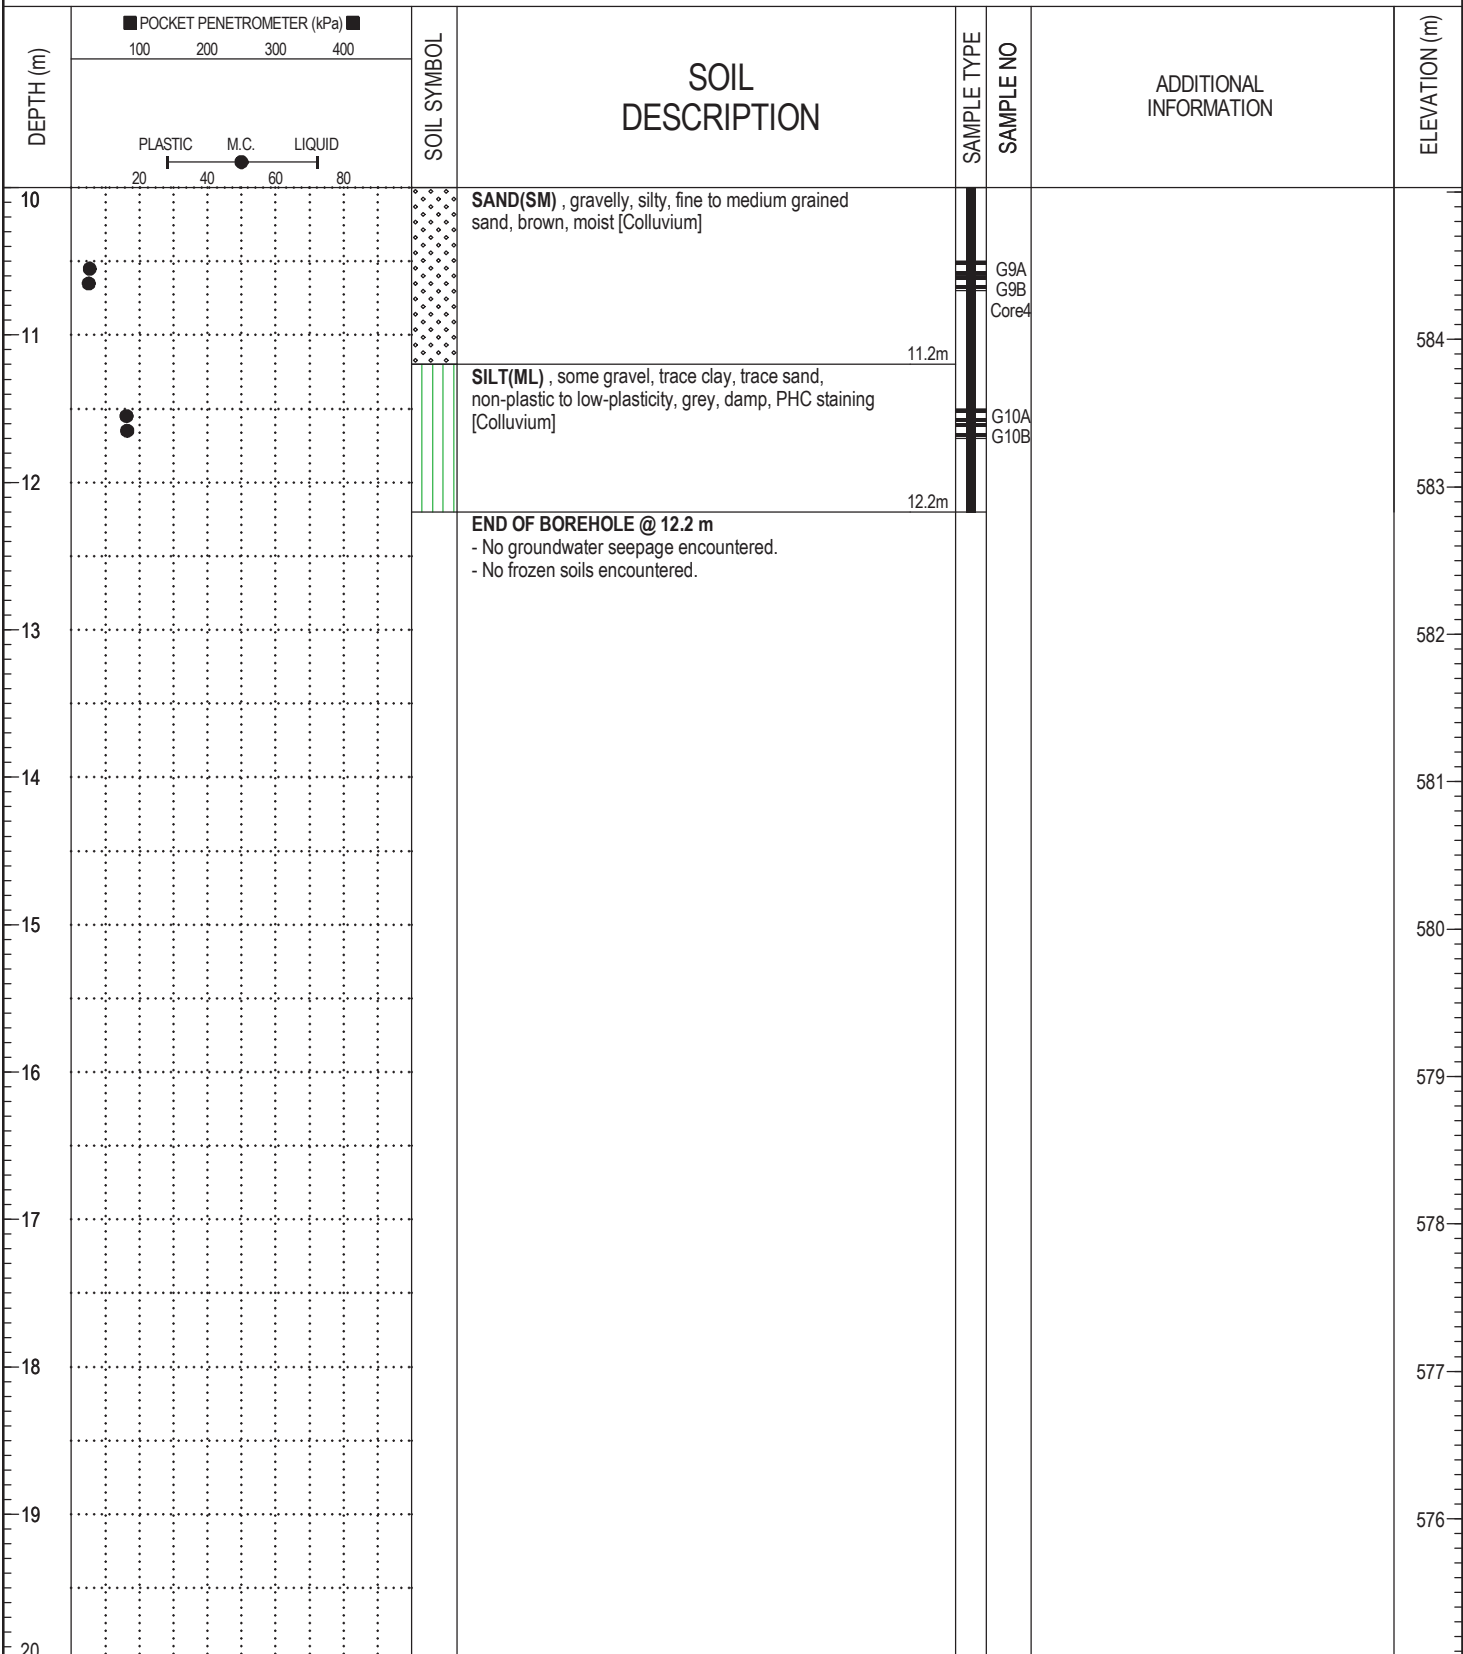 ■ POCKET PENETROMETER (kPa) ■
100 200 300 400
DEPTH (m)
PLASTIC M.C. LIQUID
20 40 60 80
SOIL SYMBOL
SOIL
DESCRIPTION
SAMPLE TYPE
SAMPLE NO
ADDITIONAL
INFORMATION
ELEVATION (m)
10
SAND(SM) , gravelly, silty, fine to medium grained
sand, brown, moist [Colluvium]
G9A
G9B
Core4
11
584
11.2m
SILT(ML) , some gravel, trace clay, trace sand,
non-plastic to low-plasticity, grey, damp, PHC staining
[Colluvium]
G10A
G10B
12
583
12.2m
END OF BOREHOLE @ 12.2 m
- No groundwater seepage encountered.
- No frozen soils encountered.
13
582
14
581
15
580
16
579
17
578
18
577
19
576
20